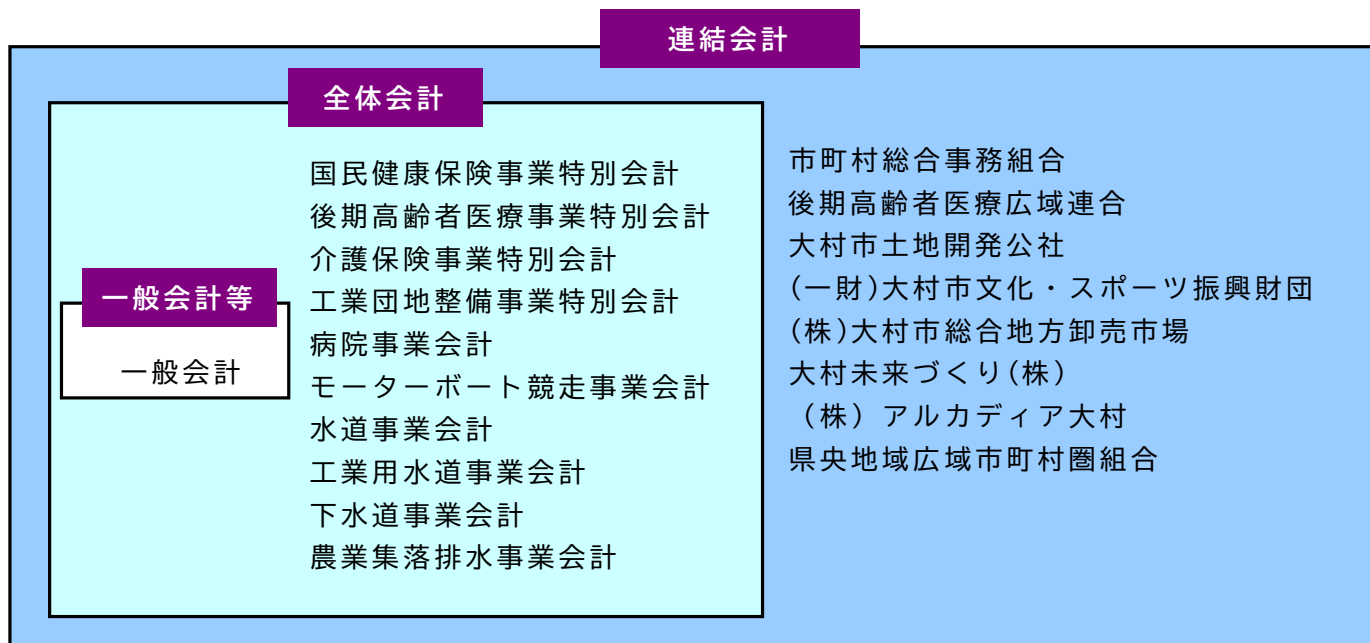 連結会計
全体会計
国民健康保険事業特別会計
後期高齢者医療事業特別会計
介護保険事業特別会計
工業団地整備事業特別会計
病院事業会計
モーターボート競走事業会計
水道事業会計
工業用水道事業会計
下水道事業会計
農業集落排水事業会計
一般会計等
一般会計
市町村総合事務組合
後期高齢者医療広域連合
大村市土地開発公社
(一財)大村市文化・スポーツ振興財団
(株)大村市総合地方卸売市場
大村未来づくり(株)
（株）アルカディア大村
県央地域広域市町村圏組合